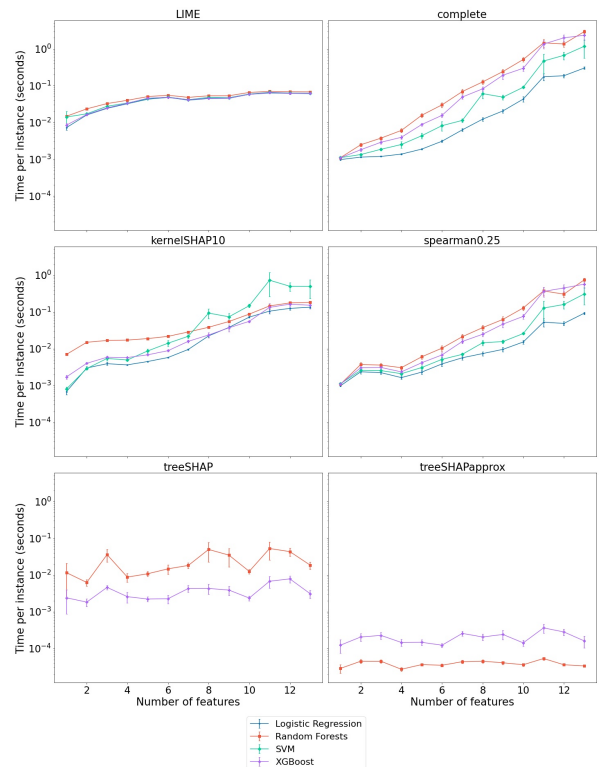 LIME
complete
Time per instance (seconds)
10⁰
10⁻¹
10⁻²
10⁻³
10⁻⁴
kernelSHAP10
spearman0.25
Time per instance (seconds)
10⁰
10⁻¹
10⁻²
10⁻³
10⁻⁴
treeSHAP
treeSHAPapprox
Time per instance (seconds)
10⁰
10⁻¹
10⁻²
10⁻³
10⁻⁴
2 4 6 8 10 12
2 4 6 8 10 12
Number of features
Number of features
Logistic Regression
Random Forests
SVM
XGBoost